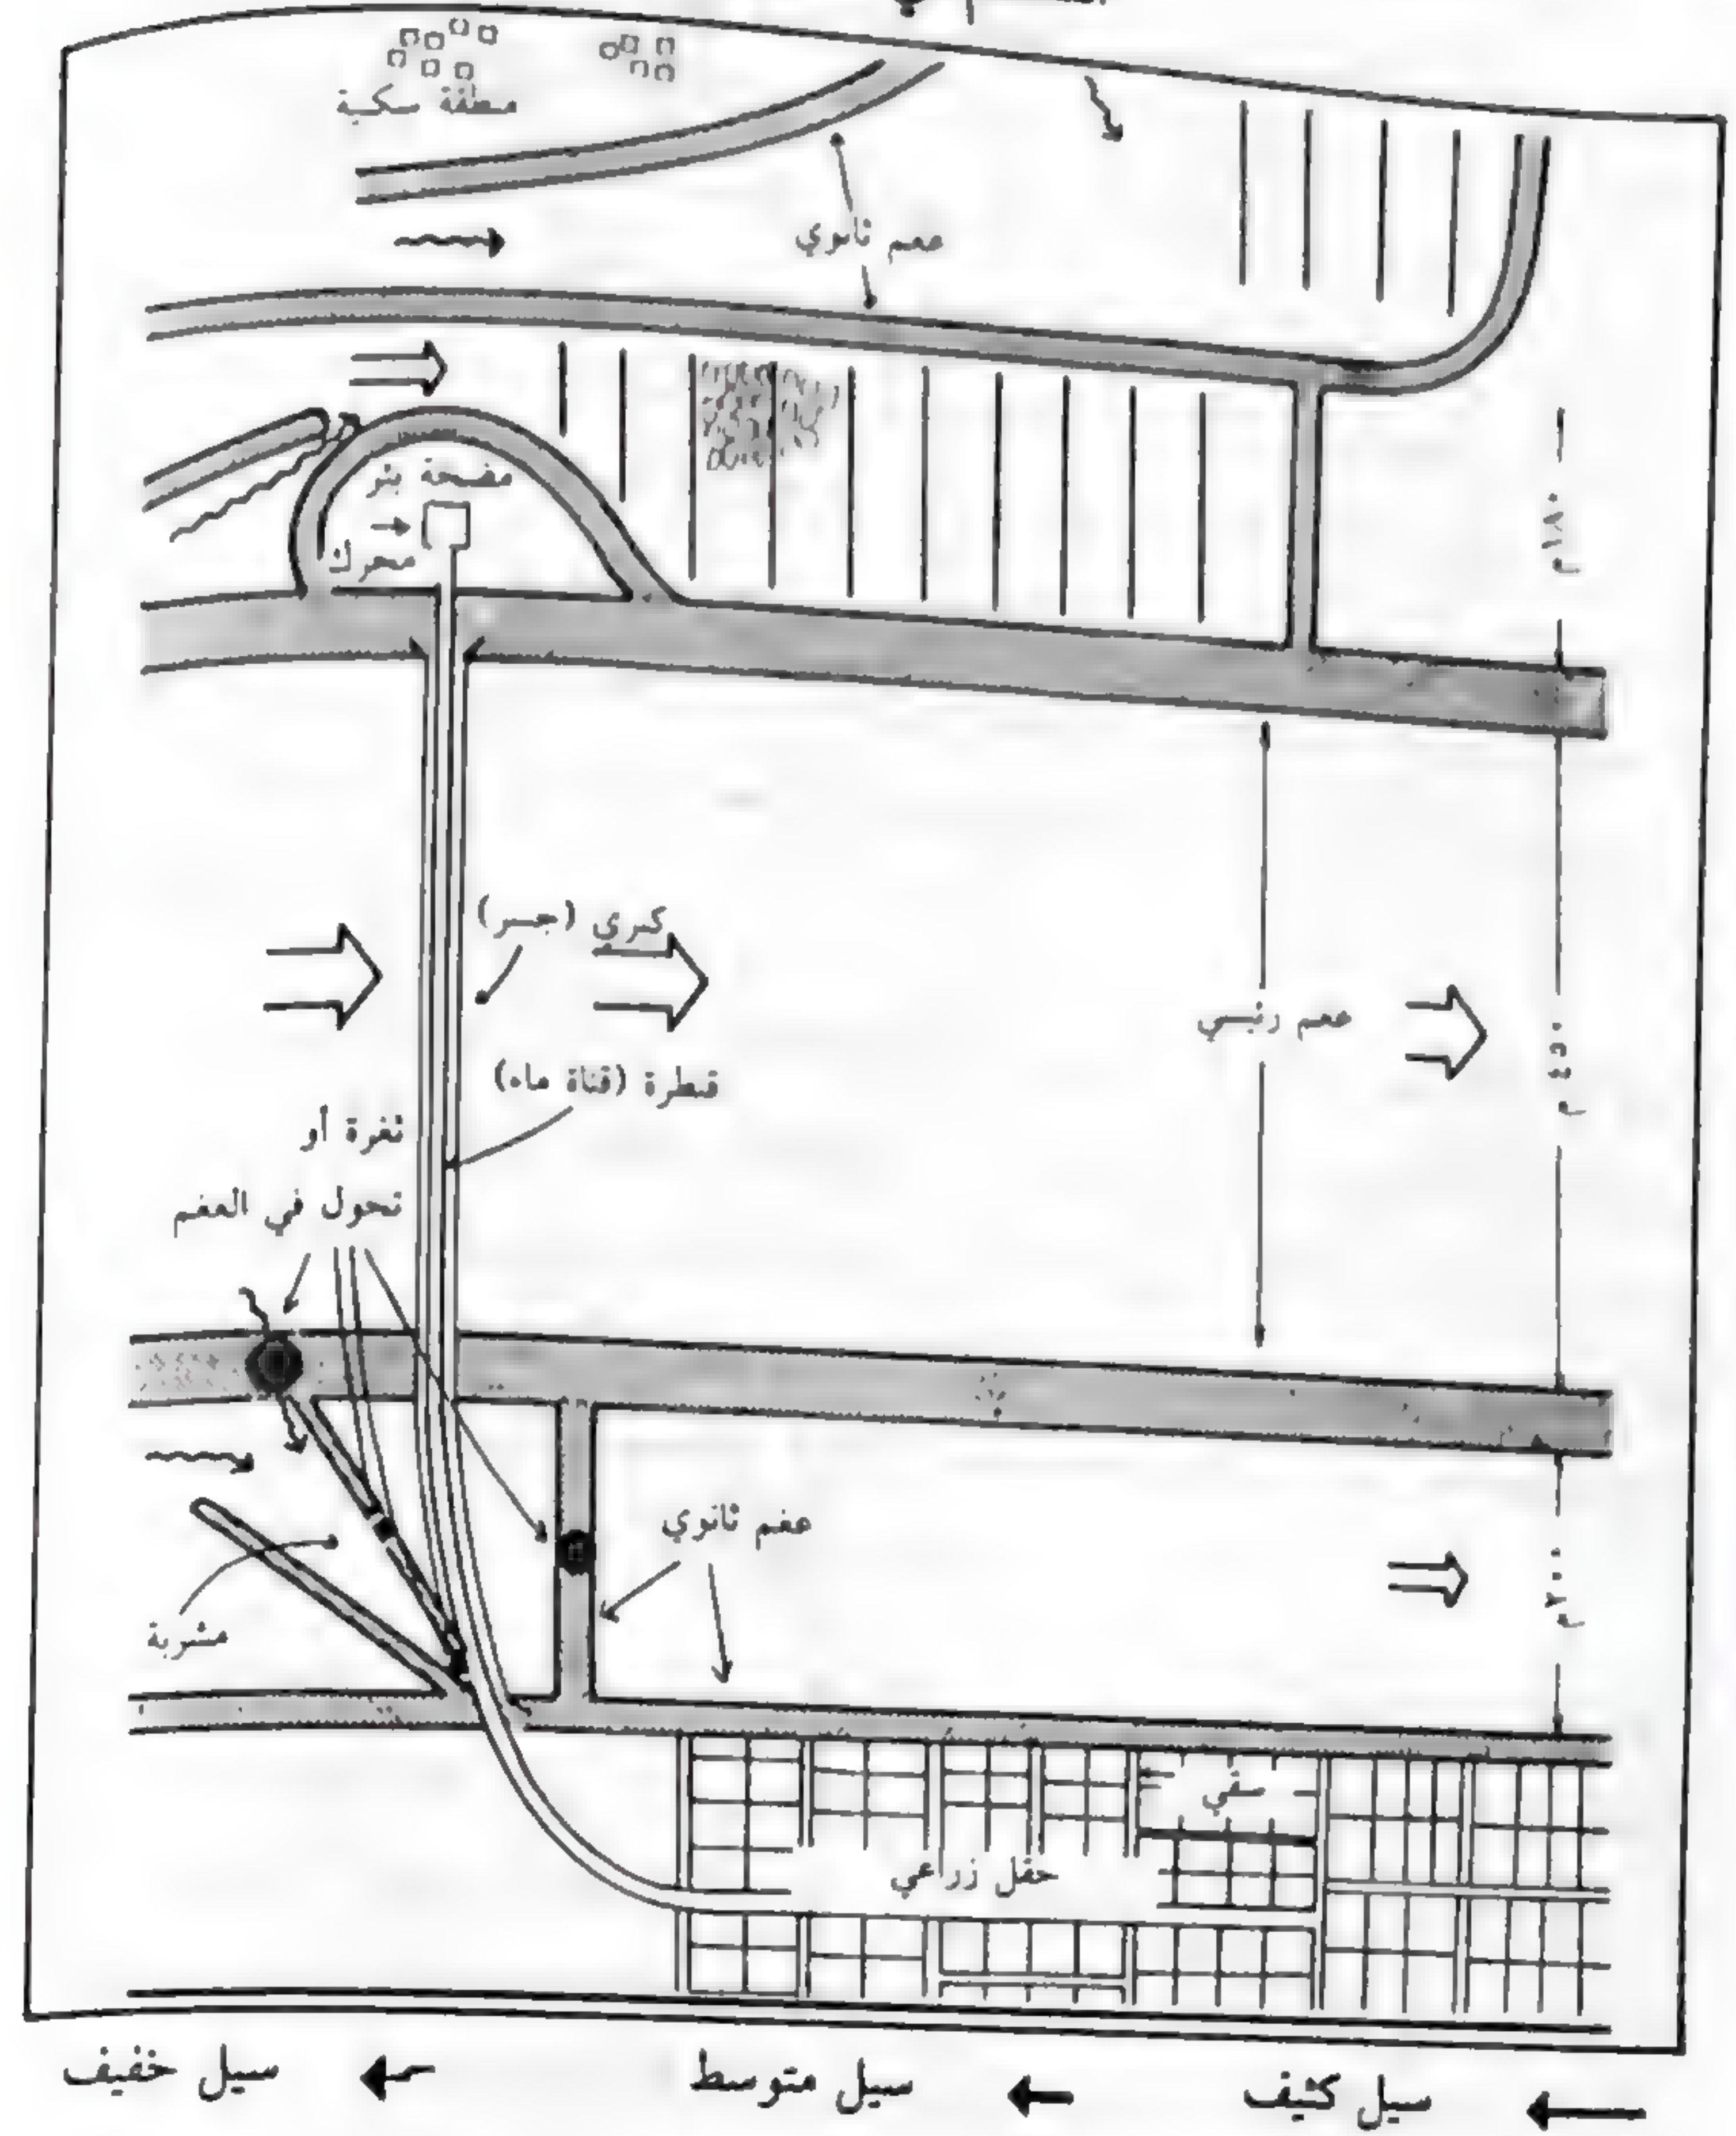 منطقة سكنية
عقم ثانوي
مضخة بئر
محرك
كبري (جسر)
عقم رئيسي
قنطرة (قناة ماء)
ثغرة أو
تحول في العقم
عقم ثانوي
مشربة
سقي
حقل زراعي
سيل كثيف
سيل متوسط
سيل خفيف